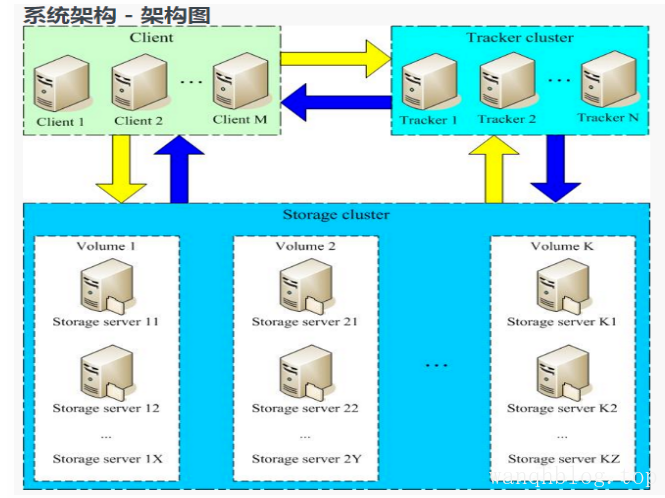 系统架构 - 架构图
Client
Tracker cluster
Client 1
Client 2
...
Client M
Tracker 1
Tracker 2
...
Tracker N
Storage cluster
Volume 1
Volume 2
Volume K
Storage server 11
Storage server 21
Storage server K1
...
Storage server 12
Storage server 22
Storage server K2
...
...
...
Storage server 1X
Storage server 2Y
Storage server KZ
wanghblog.top